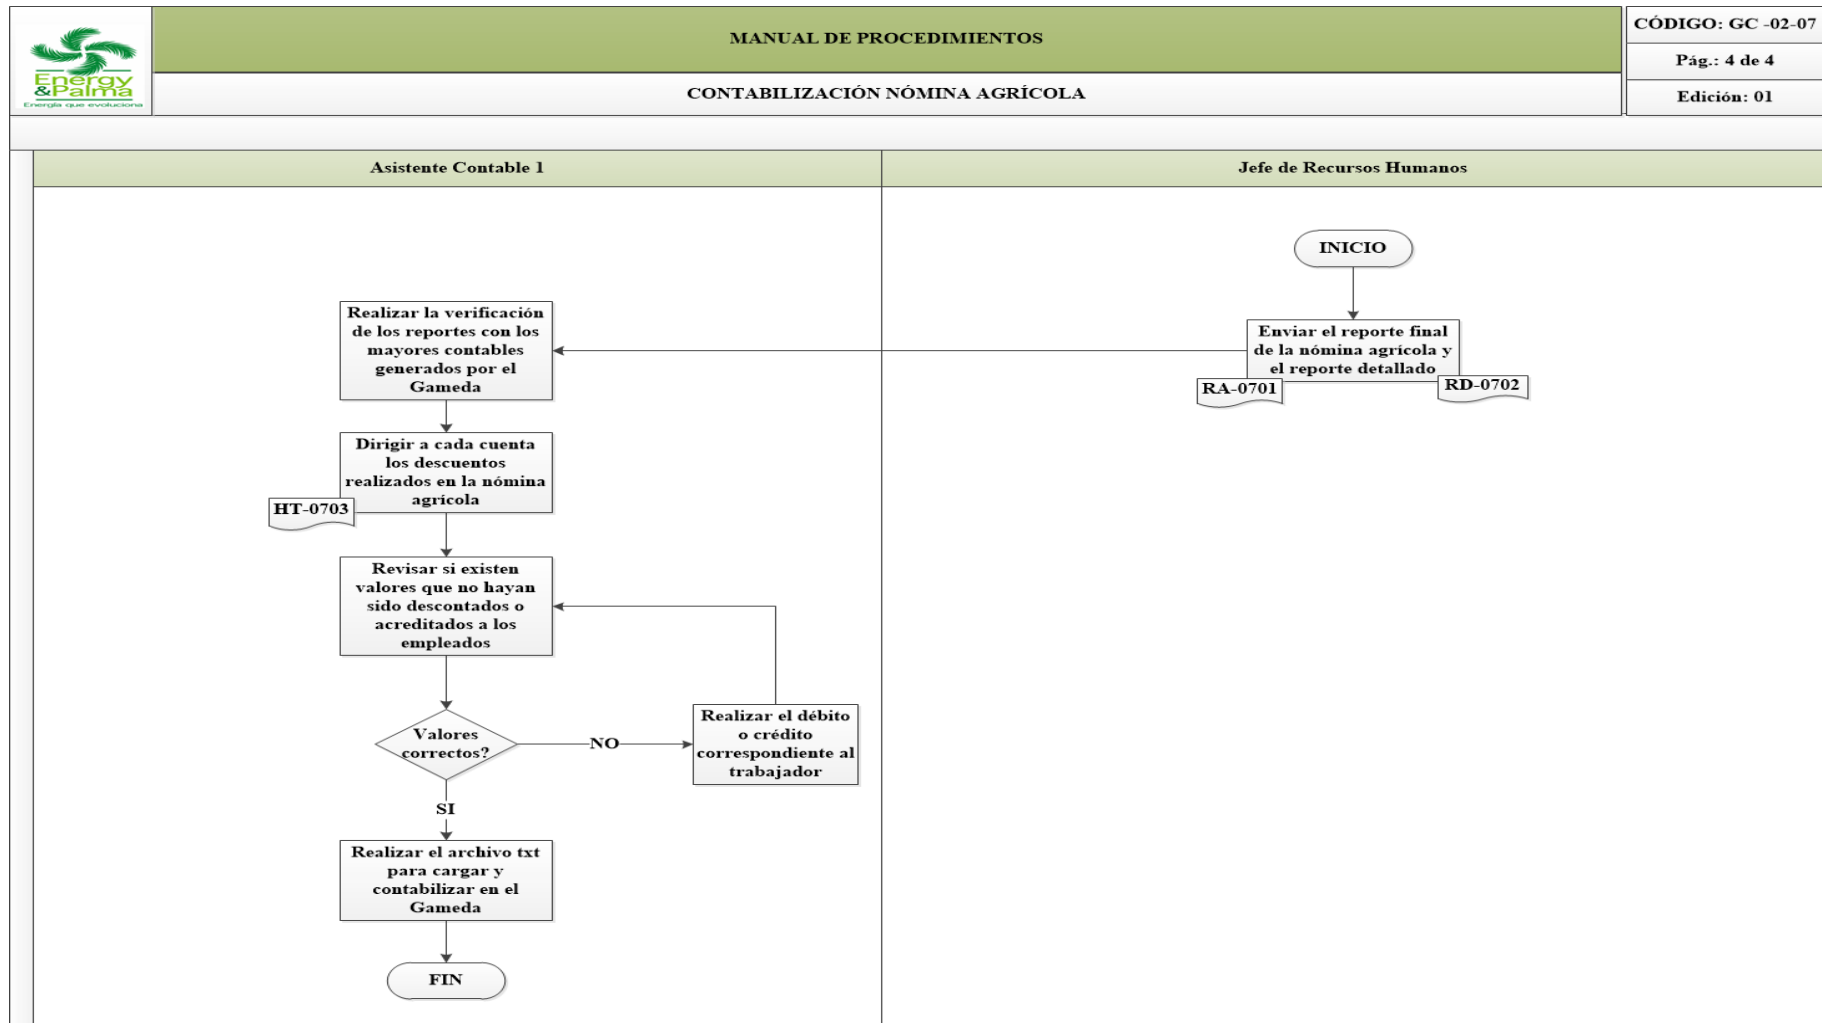 MANUAL DE PROCEDIMIENTOS
CÓDIGO: GC -02-07
Pág.: 4 de 4
Edición: 01
Energy
&Palma
Energía que evoluciona
CONTABILIZACIÓN NÓMINA AGRÍCOLA
Asistente Contable 1
Jefe de Recursos Humanos
INICIO
Enviar el reporte final
de la nómina agrícola y
el reporte detallado
RA-0701
RD-0702
Realizar la verificación
de los reportes con los
mayores contables
generados por el
Gameda
Dirigir a cada cuenta
los descuentos
realizados en la nómina
agrícola
HT-0703
Revisar si existen
valores que no hayan
sido descontados o
acreditados a los
empleados
Valores
correctos?
NO
Realizar el débito
o crédito
correspondiente al
trabajador
SI
Realizar el archivo txt
para cargar y
contabilizar en el
Gameda
FIN